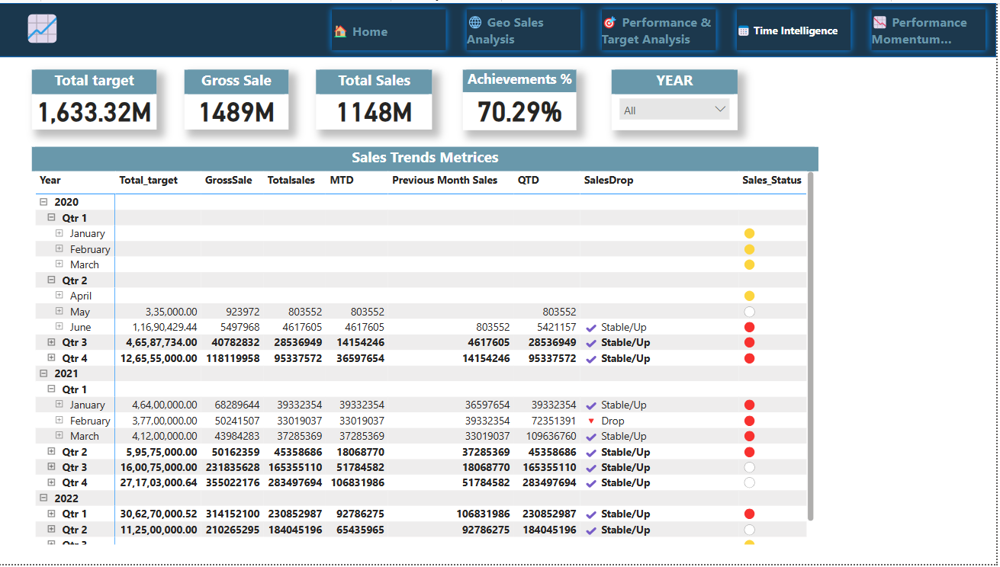 Home
Geo Sales
Analysis
Performance &
Target Analysis
Time Intelligence
Performance
Momentum...
Total target
1,633.32M
Gross Sale
1489M
Total Sales
1148M
Achievements %
70.29%
YEAR
All
Sales Trends Metrices
Year Total_target GrossSale Totalsales MTD Previous Month Sales QTD SalesDrop Sales_Status
2020
Qtr 1
January
February
March
Qtr 2
April
May 3,35,000.00 923972 803552 803552 803552
June 1,16,90,429.44 5497968 4617605 4617605 803552 5421157 Stable/Up
Qtr 3 4,65,87,734.00 40782832 28536949 14154246 4617605 28536949 Stable/Up
Qtr 4 12,65,55,000.00 118119958 95337572 36597654 14154246 95337572 Stable/Up
2021
Qtr 1
January 4,64,00,000.00 68289644 39332354 39332354 36597654 39332354 Stable/Up
February 3,77,00,000.00 50241507 33019037 33019037 39332354 72351391 Drop
March 4,12,00,000.00 43984283 37285369 37285369 33019037 109636760 Stable/Up
Qtr 2 5,95,75,000.00 50162359 45358686 18068770 37285369 45358686 Stable/Up
Qtr 3 16,00,75,000.00 231835628 165355110 51784582 18068770 165355110 Stable/Up
Qtr 4 27,17,03,000.64 355022176 283497694 106831986 51784582 283497694 Stable/Up
2022
Qtr 1 30,62,70,000.52 314152100 230852987 92786275 106831986 230852987 Stable/Up
Qtr 2 11,25,00,000.00 210265295 184045196 65435965 92786275 184045196 Stable/Up